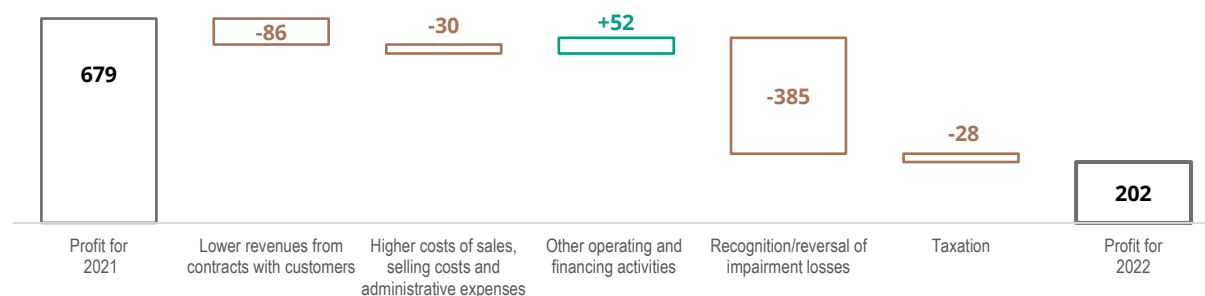 679
-86
-30
+52
-385
-28
202
Profit for
2021
Lower revenues from
contracts with customers
Higher costs of sales,
selling costs and
administrative expenses
Other operating and
financing activities
Recognition/reversal of
impairment losses
Taxation
Profit for
2022